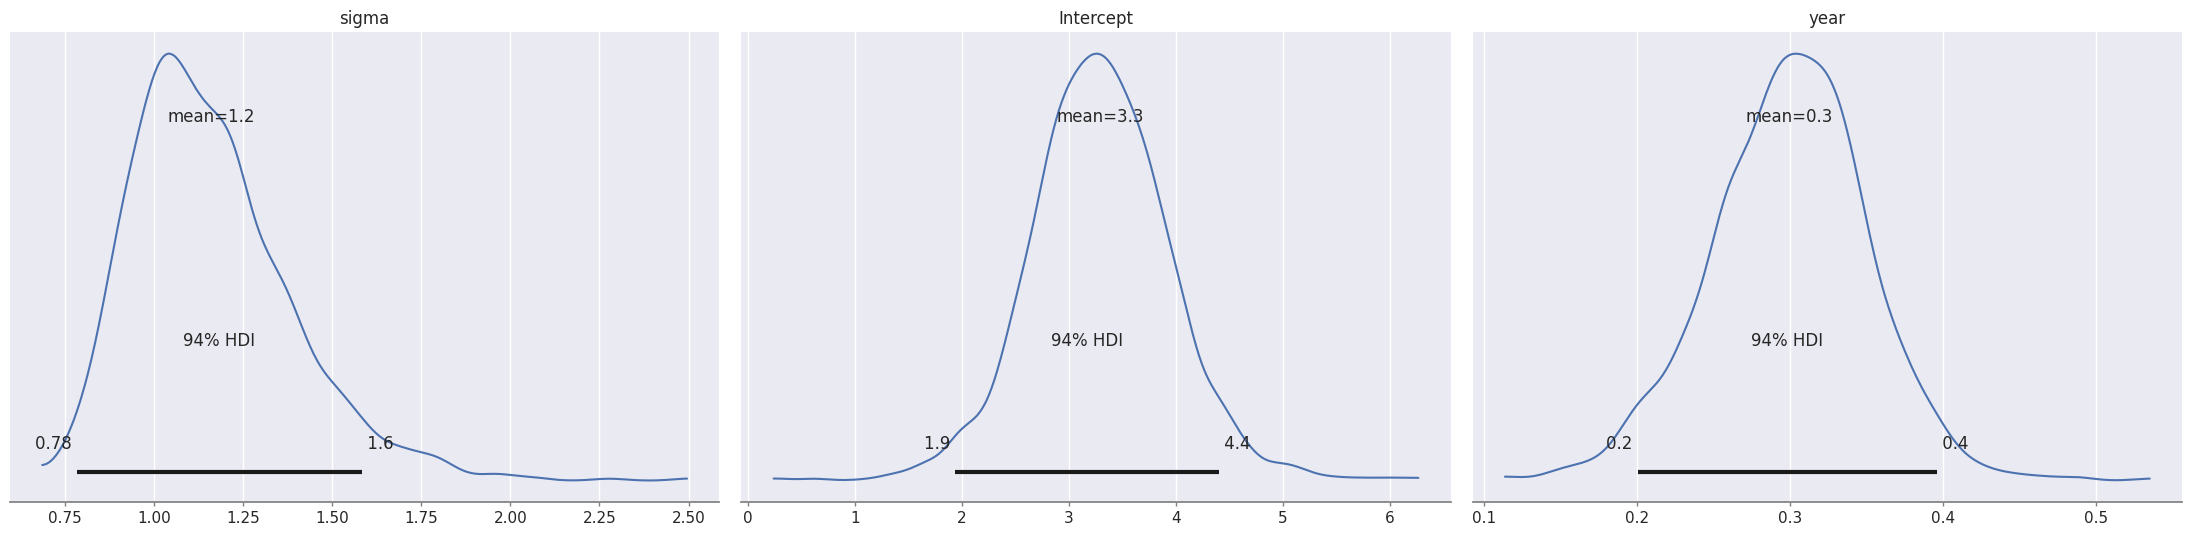 sigma
mean=1.2
94% HDI
0.78
1.6
0.75 1.00 1.25 1.50 1.75 2.00 2.25 2.50
Intercept
mean=3.3
94% HDI
1.9
4.4
0 1 2 3 4 5 6
year
mean=0.3
94% HDI
0.2
0.4
0.1 0.2 0.3 0.4 0.5